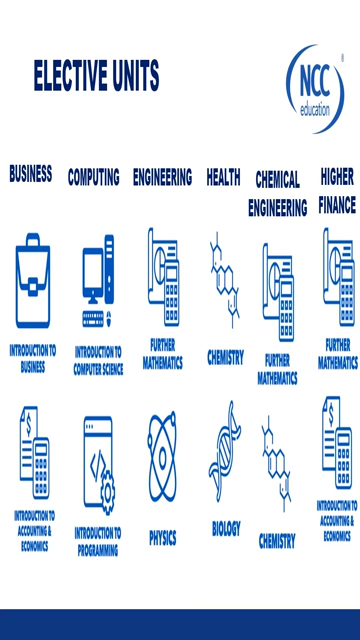 ELECTIVE UNITS
NCC
education
®
BUSINESS
COMPUTING
ENGINEERING
HEALTH
CHEMICAL
ENGINEERING
HIGHER
FINANCE
INTRODUCTION TO
BUSINESS
INTRODUCTION TO
COMPUTER SCIENCE
FURTHER
MATHEMATICS
CHEMISTRY
FURTHER
MATHEMATICS
FURTHER
MATHEMATICS
INTRODUCTION TO
ACCOUNTING &
ECONOMICS
INTRODUCTION TO
PROGRAMMING
PHYSICS
BIOLOGY
CHEMISTRY
INTRODUCTION TO
ACCOUNTING &
ECONOMICS